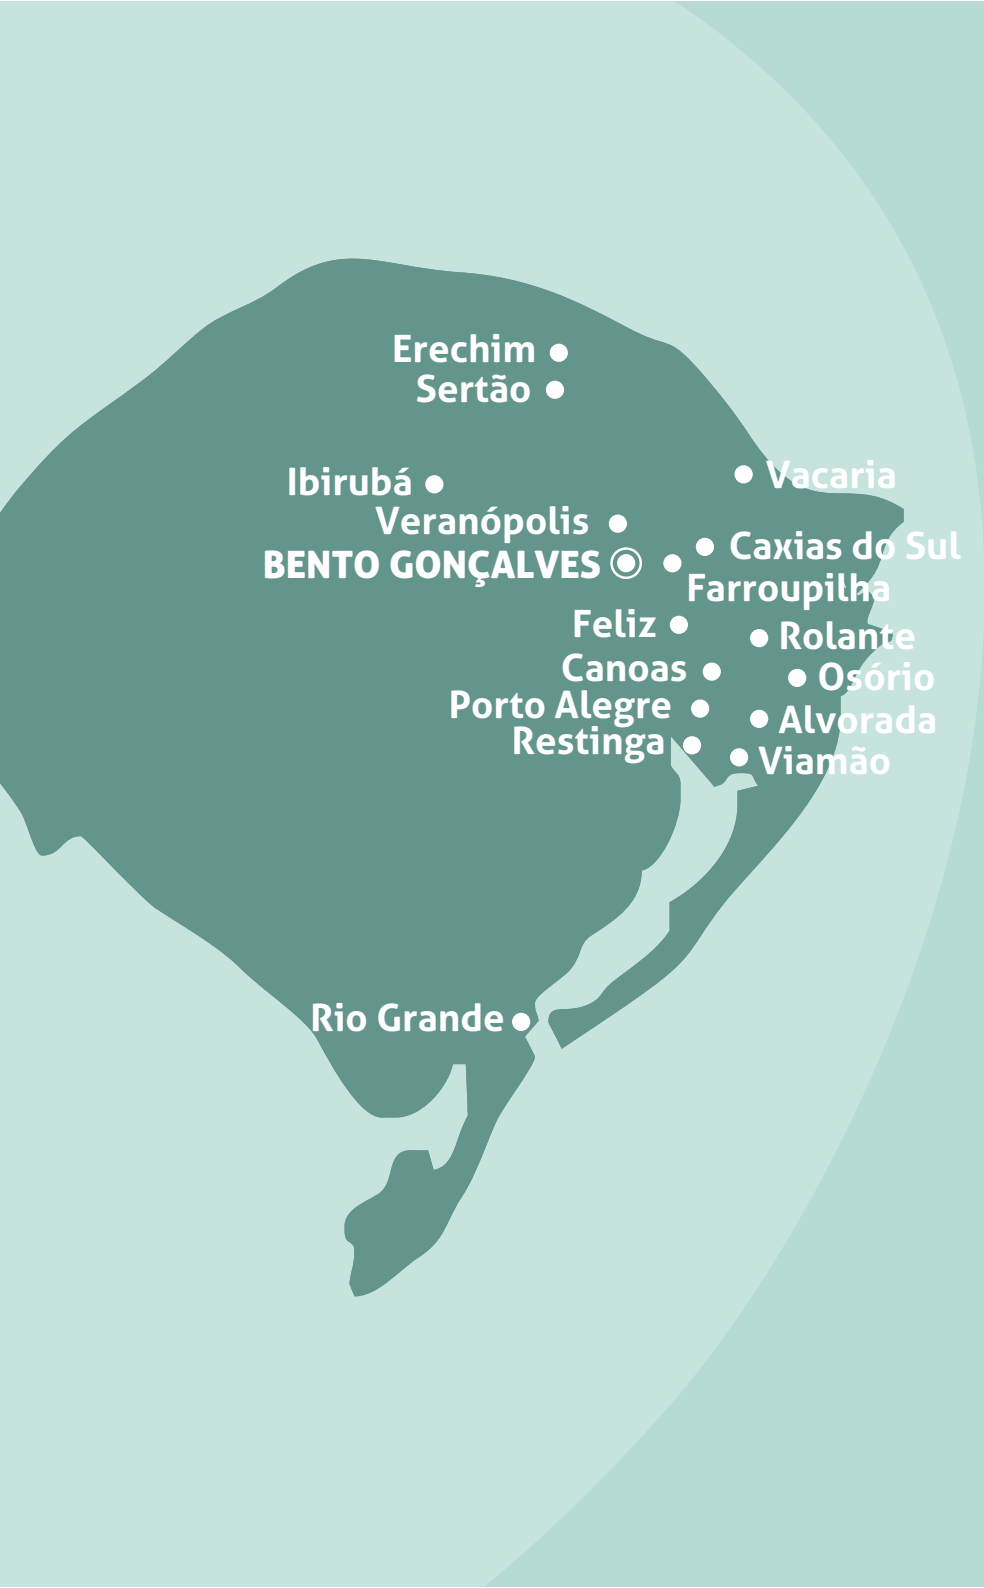 Erechim
Sertão
Vacaria
Ibirubá
Veranópolis
Caxias do Sul
BENTO GONÇALVES
Farroupilha
Feliz
Rolante
Canoas
Osório
Porto Alegre
Alvorada
Restinga
Viamão
Rio Grande